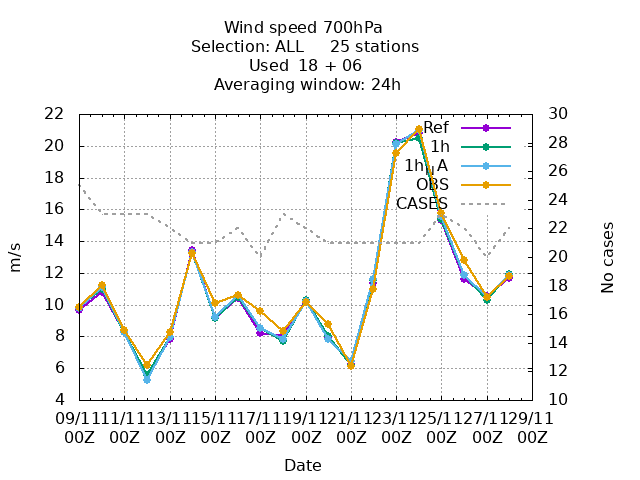 Wind speed 700hPa
Selection: ALL 25 stations
Used 18 + 06
Averaging window: 24h
22
20
18
16
14
12
10
8
6
4
m/s
30
28
26
24
22
20
18
16
14
12
10
No cases
Ref
1h
1h_A
OBS
CASES
09/11 11/11 13/11 15/11 17/11 19/11 21/11 23/11 25/11 27/11 29/11
00Z 00Z 00Z 00Z 00Z 00Z 00Z 00Z 00Z 00Z 00Z
Date